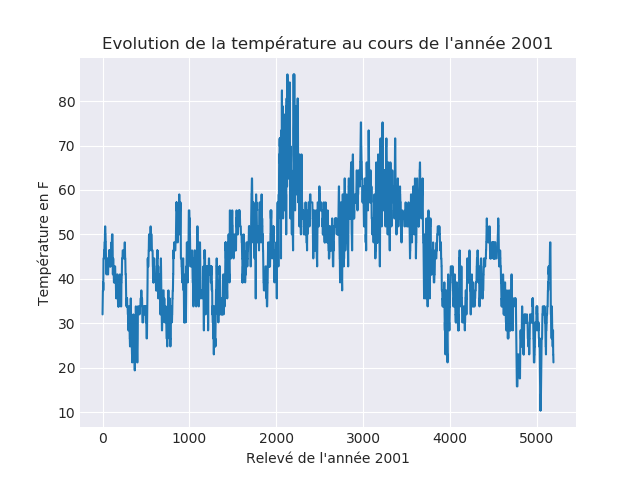 Evolution de la température au cours de l'année 2001
Température en F
80
70
60
50
40
30
20
10
0 1000 2000 3000 4000 5000
Relevé de l'année 2001